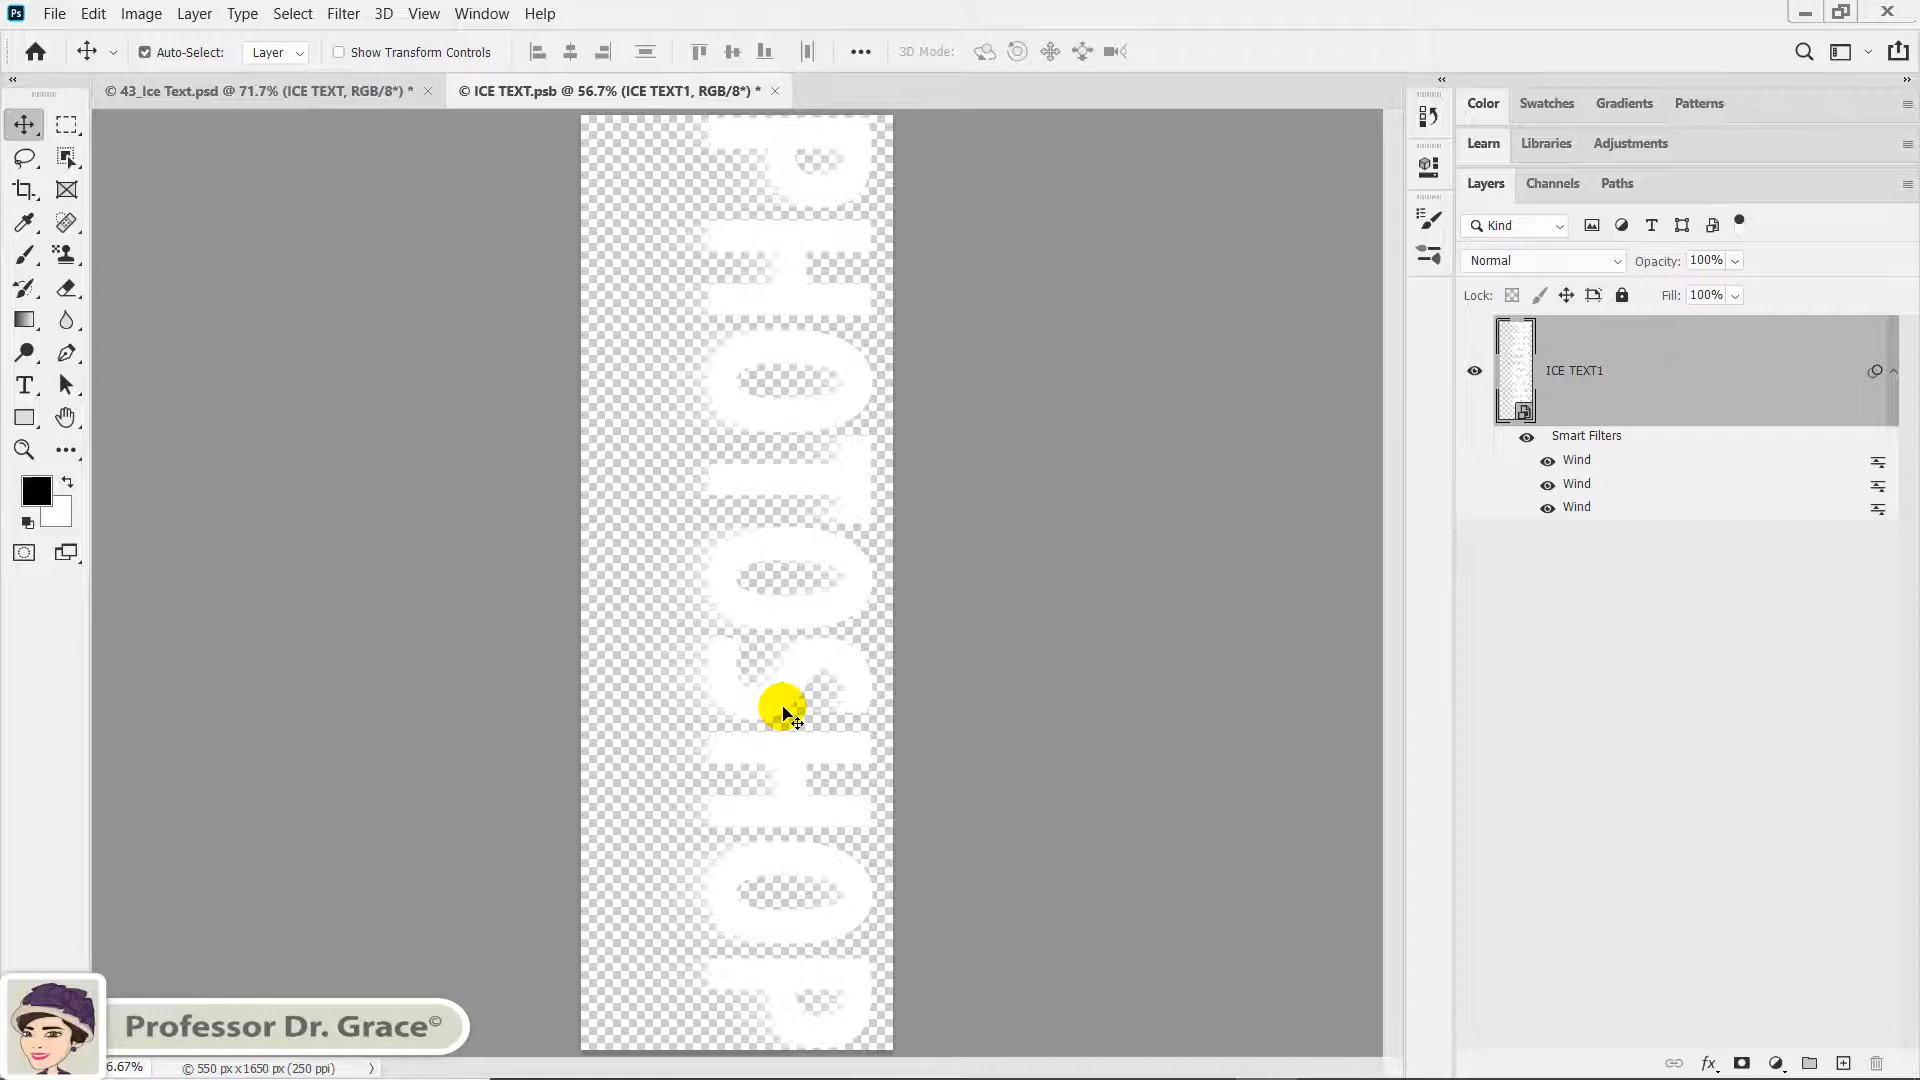 Ps File Edit Image Layer Type Select Filter 3D View Window Help
Auto-Select: Layer Show Transform Controls 3D Mode:
© 43_Ice Text.psd @ 71.7% (ICE TEXT, RGB/8*) * © ICE TEXT.psb @ 56.7% (ICE TEXT1, RGB/8*) *
Color Swatches Gradients Patterns
Learn Libraries Adjustments
Layers Channels Paths
Kind
Normal Opacity: 100%
Lock: Fill: 100%
ICE TEXT1
Smart Filters
Wind
Wind
Wind
PHOTOSHOP
Professor Dr. Grace©
6.67% © 550 px x 1650 px (250 ppi)
fx